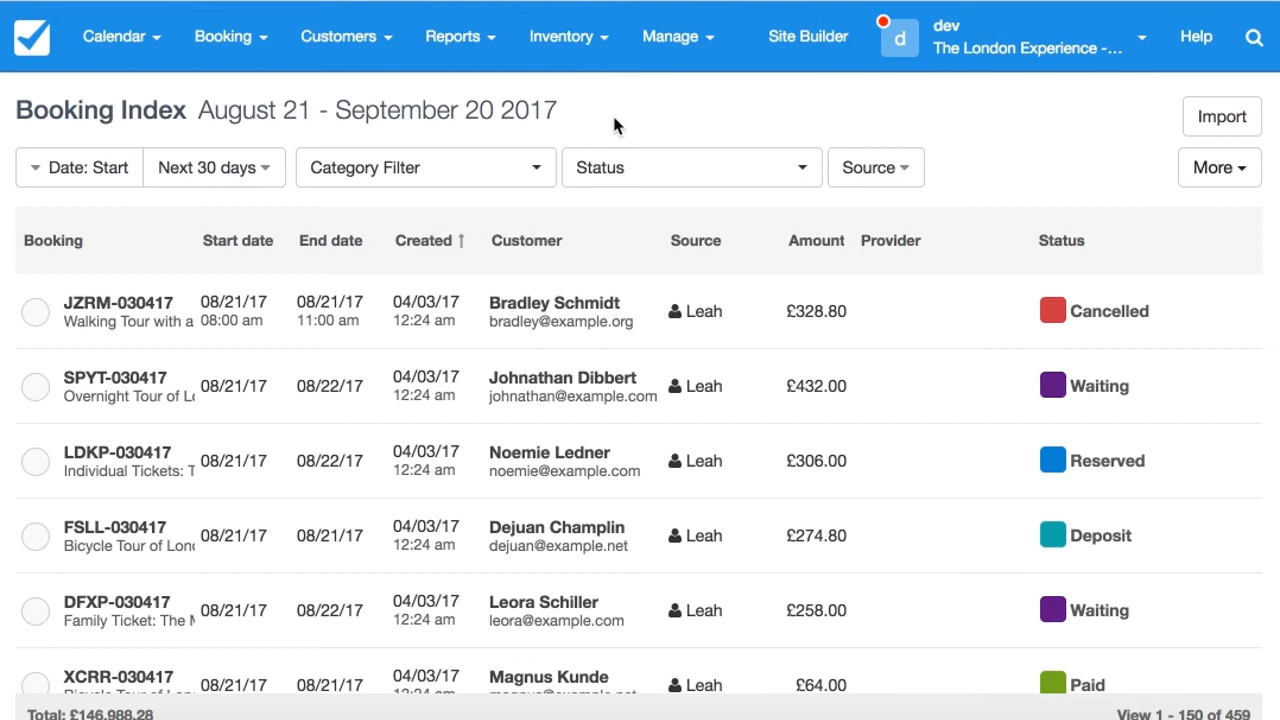 Calendar Booking Customers Reports Inventory Manage Site Builder d dev Help
The London Experience -...
Booking Index August 21 - September 20 2017
Import
Date: Start Next 30 days Category Filter Status Source More
Booking Start date End date Created ↑ Customer Source Amount Provider Status
JZRM-030417 08/21/17 08/21/17 04/03/17 Bradley Schmidt Leah £328.80 Cancelled
Walking Tour with a 08:00 am 11:00 am 12:24 am bradley@example.org
SPYT-030417 08/21/17 08/22/17 04/03/17 Johnathan Dibbert Leah £432.00 Waiting
Overnight Tour of Lo 12:24 am johnathan@example.com
LDKP-030417 08/21/17 08/22/17 04/03/17 Noemie Ledner Leah £306.00 Reserved
Individual Tickets: T 12:24 am noemie@example.com
FSLL-030417 08/21/17 08/21/17 04/03/17 Dejuan Champlin Leah £274.80 Deposit
Bicycle Tour of Lond 12:24 am dejuan@example.net
DFXP-030417 08/21/17 08/22/17 04/03/17 Leora Schiller Leah £258.00 Waiting
Family Ticket: The M 12:24 am leora@example.com
XCRR-030417 08/21/17 08/21/17 04/03/17 Magnus Kunde Leah £64.00 Paid
Total: £146,988.28 View 1 - 150 of 459